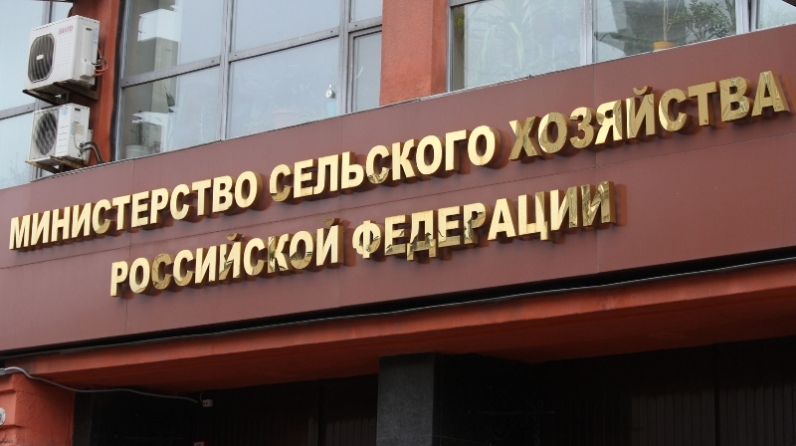 МИНИСТЕРСТВО СЕЛЬСКОГО ХОЗЯЙСТВА
РОССИЙСКОЙ ФЕДЕРАЦИИ